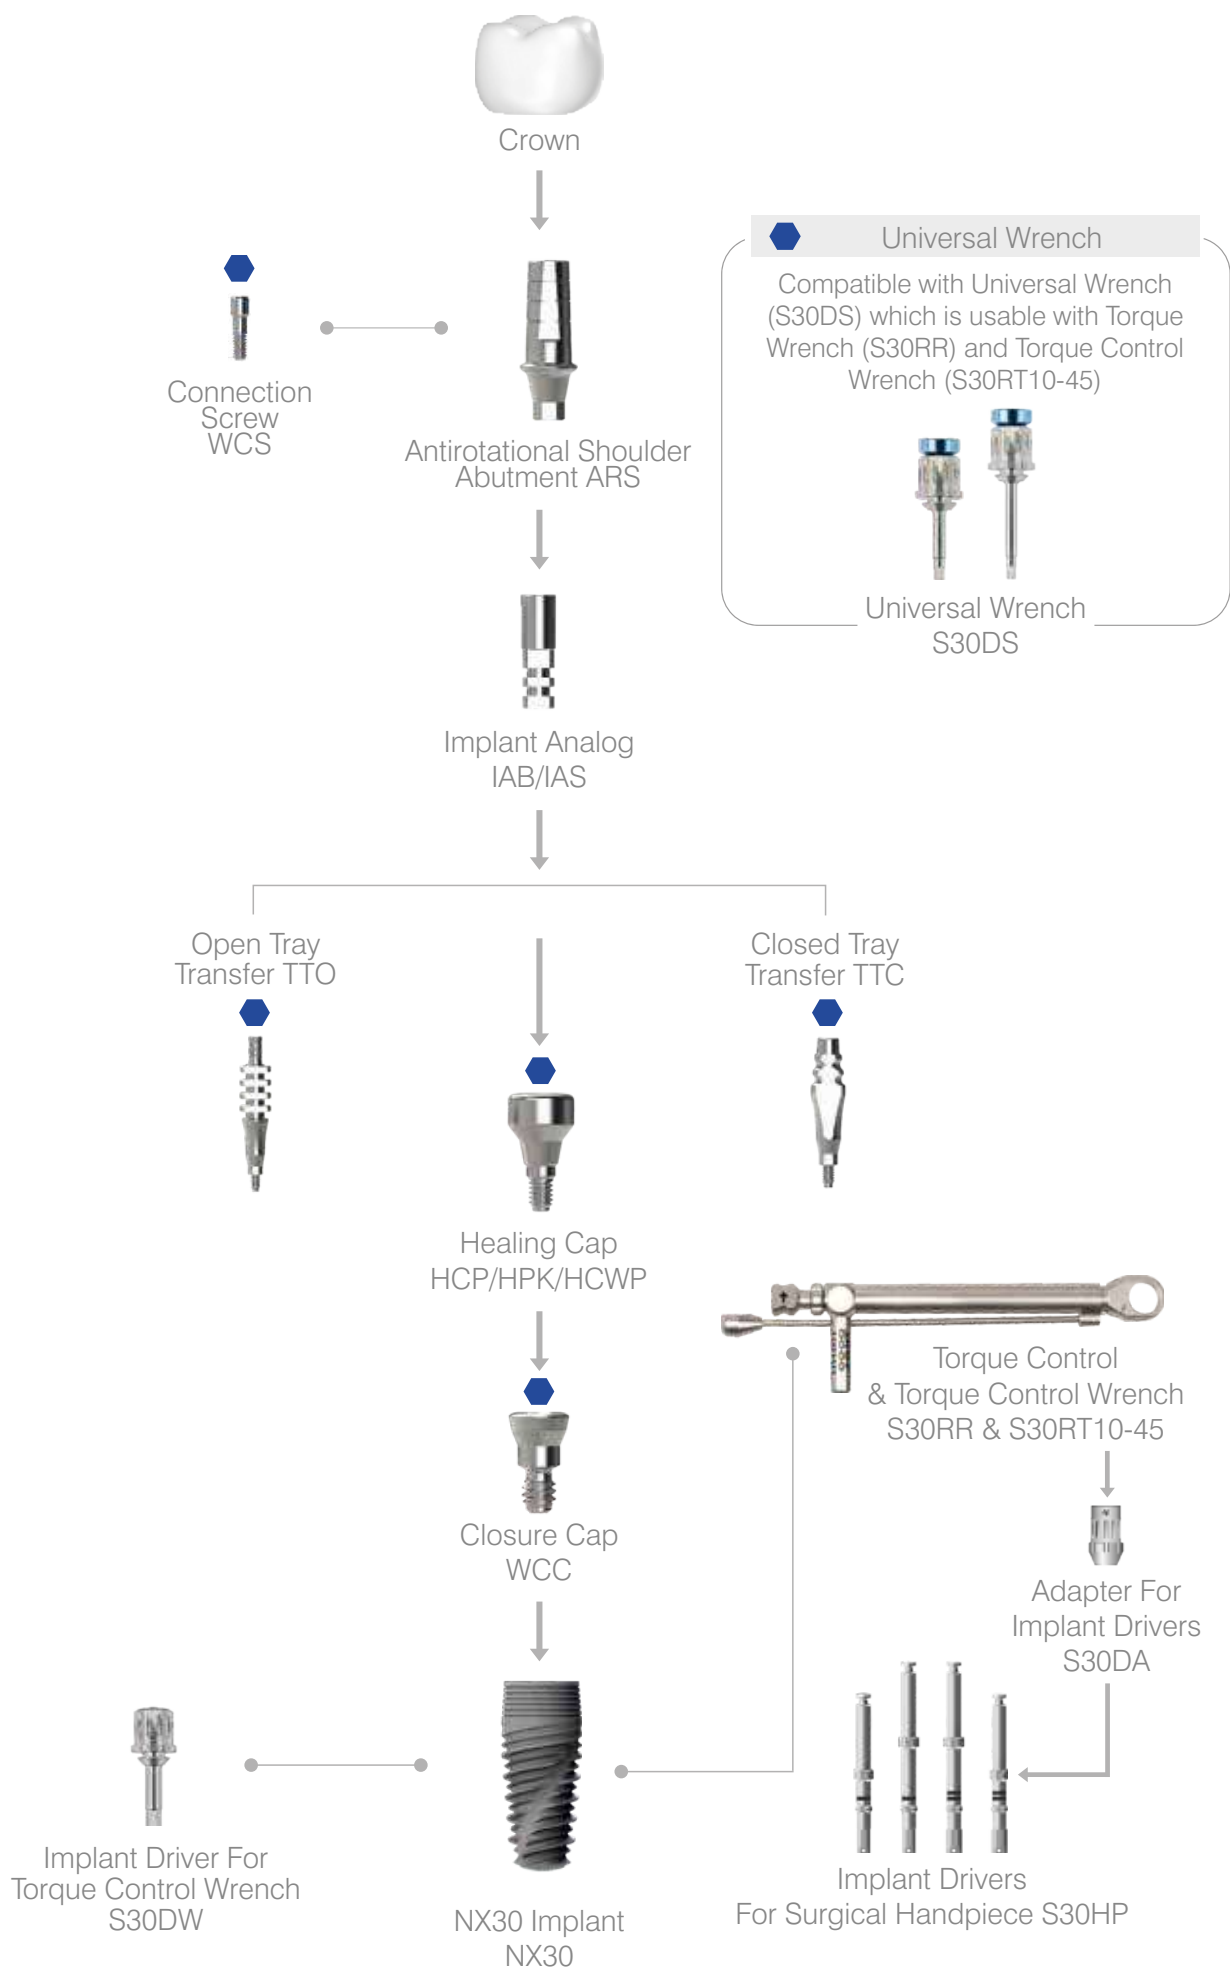 Crown
Universal Wrench
Compatible with Universal Wrench
(S30DS) which is usable with Torque
Wrench (S30RR) and Torque Control
Wrench (S30RT10-45)
Connection
Screw
WCS
Antirotational Shoulder
Abutment ARS
Universal Wrench
S30DS
Implant Analog
IAB/IAS
Open Tray
Transfer TTO
Closed Tray
Transfer TTC
Healing Cap
HCP/HPK/HCWP
Torque Control
& Torque Control Wrench
S30RR & S30RT10-45
Closure Cap
WCC
Adapter For
Implant Drivers
S30DA
Implant Driver For
Torque Control Wrench
S30DW
NX30 Implant
NX30
Implant Drivers
For Surgical Handpiece S30HP